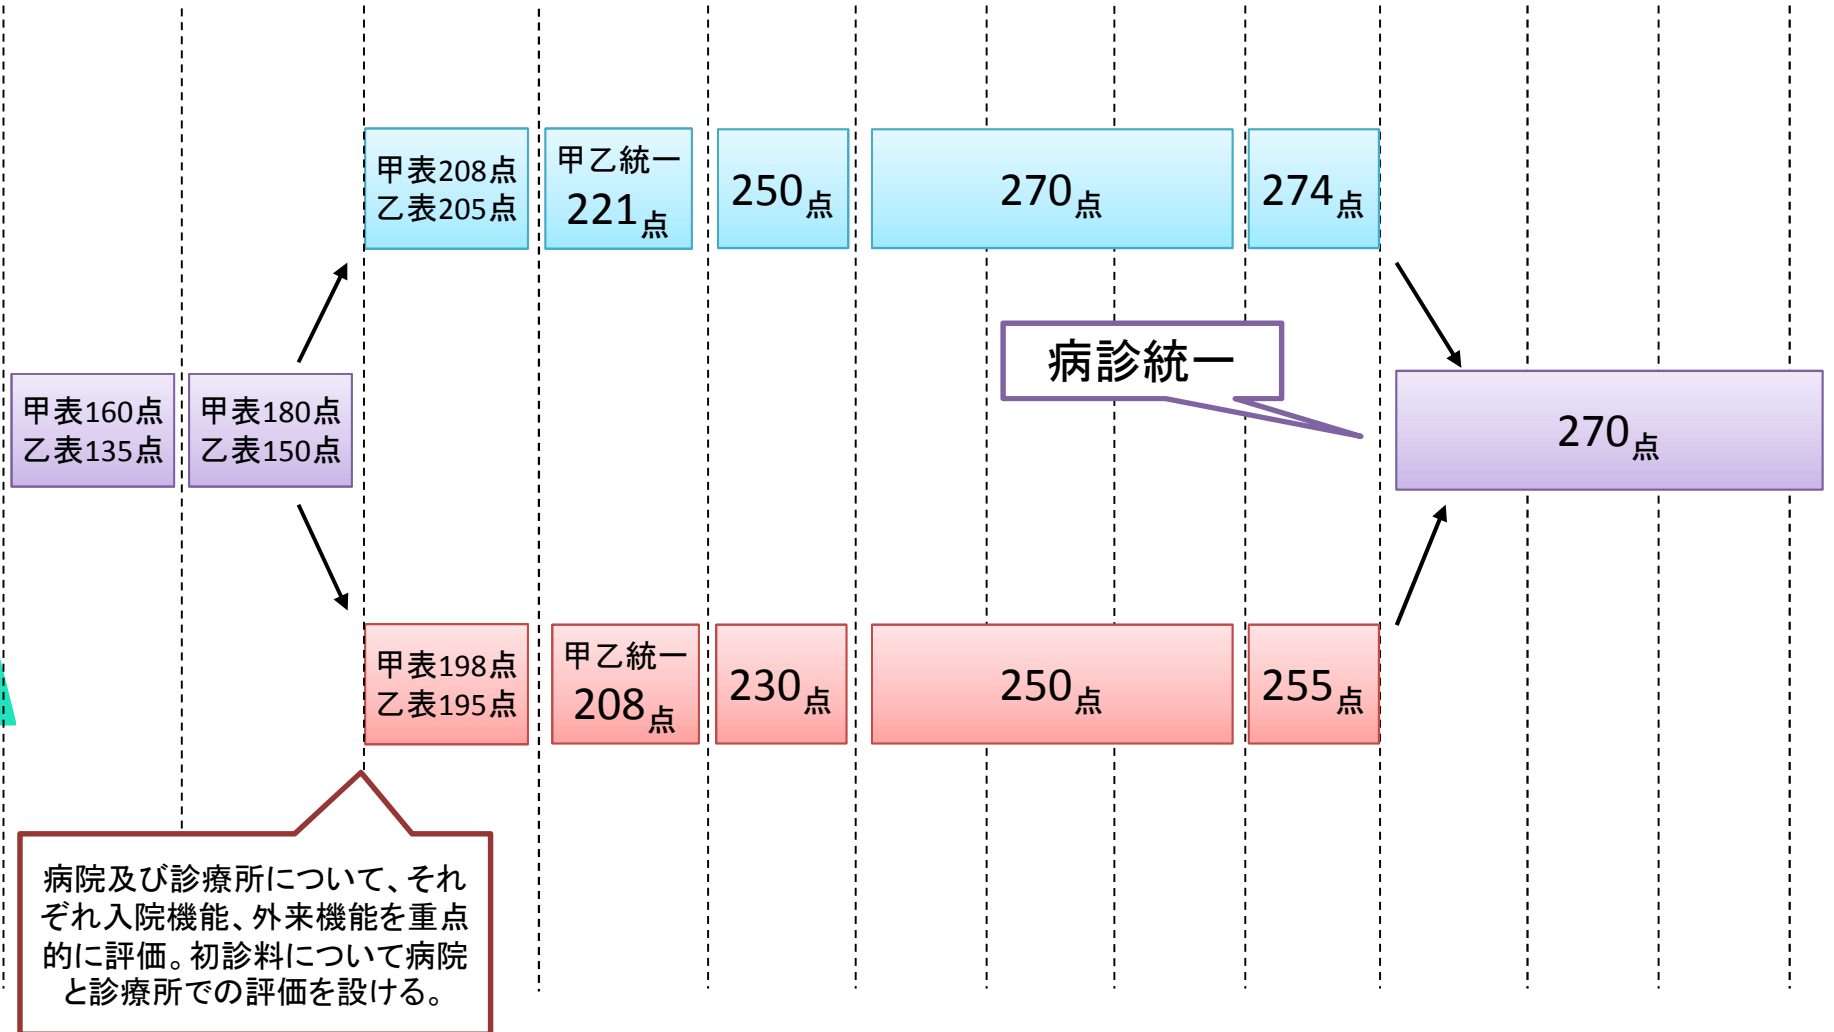 甲表208点
乙表205点
甲乙統一
221点
250点
270点
274点
病診統一
甲表160点
乙表135点
甲表180点
乙表150点
270点
甲表198点
乙表195点
甲乙統一
208点
230点
250点
255点
病院及び診療所について、それ
ぞれ入院機能、外来機能を重点
的に評価。初診料について病院
と診療所での評価を設ける。